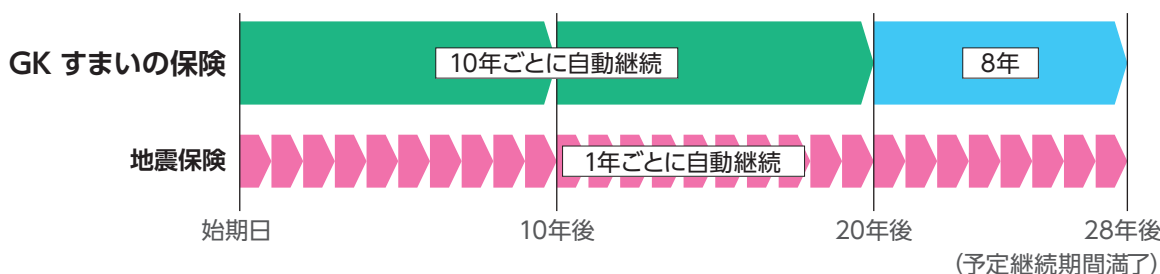 GK すまいの保険
10年ごとに自動継続
8年
地震保険
1年ごとに自動継続
始期日
10年後
20年後
28年後
(予定継続期間満了)